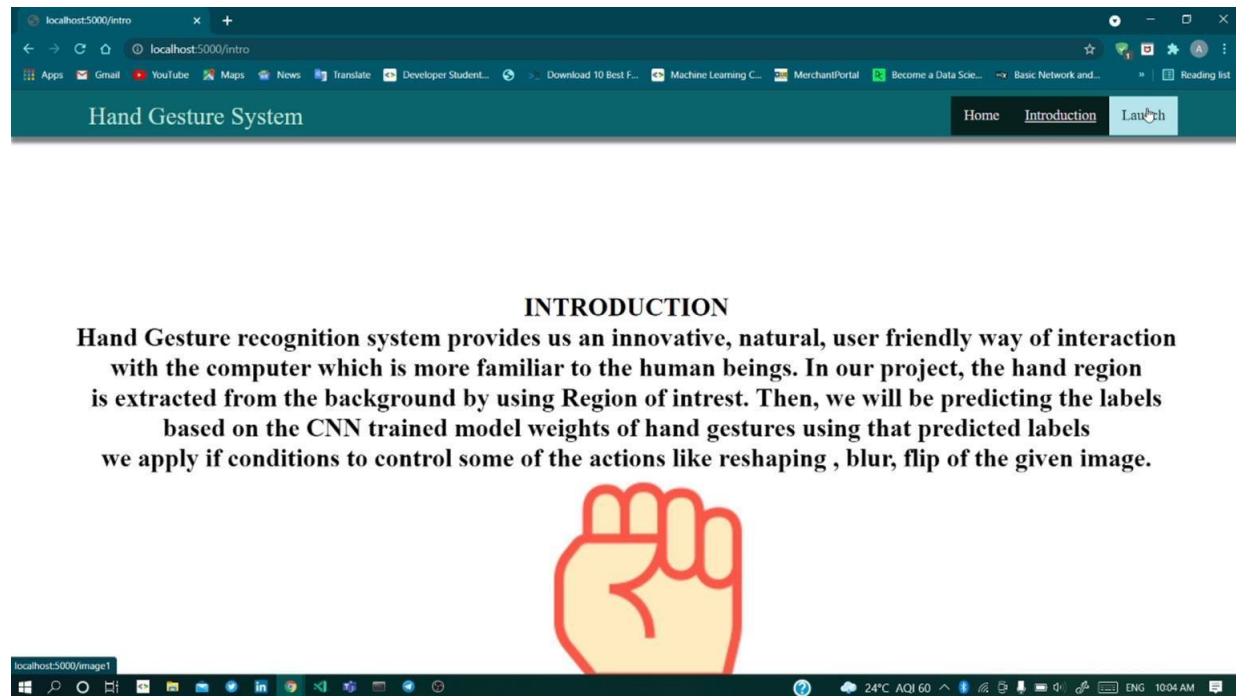 localhost:5000/intro
localhost:5000/intro
Apps Gmail YouTube Maps News Translate Developer Student... Download 10 Best F... Machine Learning C... MerchantPortal Become a Data Scie... Basic Network and... » Reading list
Hand Gesture System Home Introduction Launch
INTRODUCTION
Hand Gesture recognition system provides us an innovative, natural, user friendly way of interaction
with the computer which is more familiar to the human beings. In our project, the hand region
is extracted from the background by using Region of intrest. Then, we will be predicting the labels
based on the CNN trained model weights of hand gestures using that predicted labels
we apply if conditions to control some of the actions like reshaping , blur, flip of the given image.
localhost:5000/image1
24°C AQI 60 ENG 10:04 AM